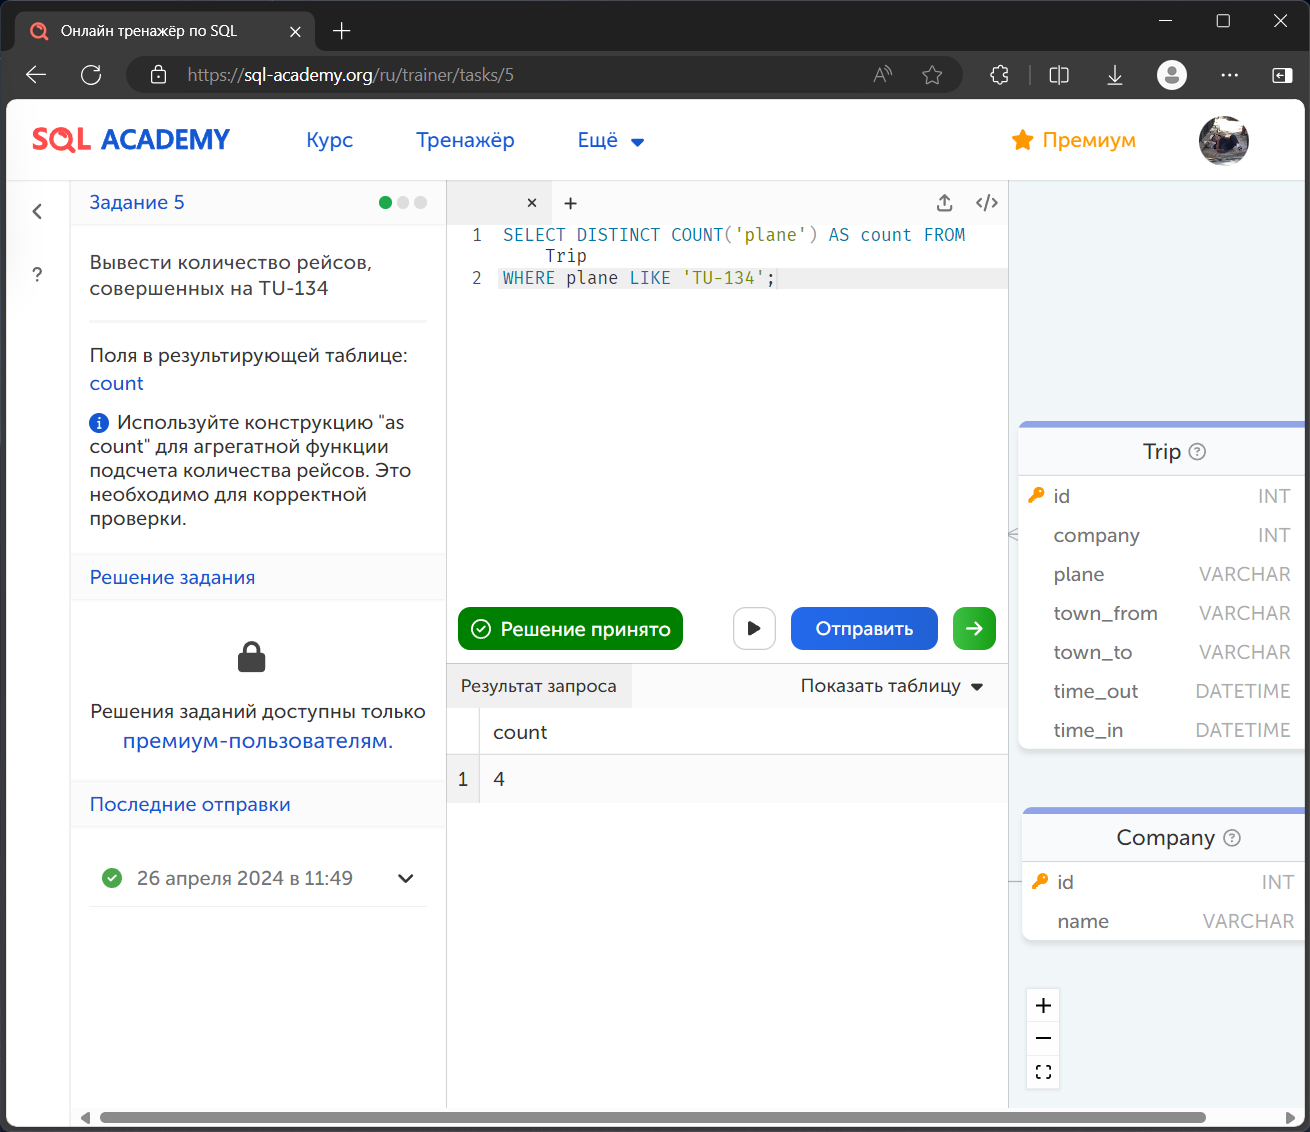 Онлайн тренажёр по SQL
https://sql-academy.org/ru/trainer/tasks/5
SQL ACADEMY
Курс
Тренажёр
Ещё
Премиум
Задание 5
Вывести количество рейсов,
совершенных на TU-134
Поля в результирующей таблице:
count
Используйте конструкцию "as
count" для агрегатной функции
подсчета количества рейсов. Это
необходимо для корректной
проверки.
Решение задания
Решения заданий доступны только
премиум-пользователям.
Последние отправки
26 апреля 2024 в 11:49
1 SELECT DISTINCT COUNT('plane') AS count FROM
Trip
2 WHERE plane LIKE 'TU-134';
Решение принято
Отправить
Результат запроса
Показать таблицу
count
1 4
Trip
id INT
company INT
plane VARCHAR
town_from VARCHAR
town_to VARCHAR
time_out DATETIME
time_in DATETIME
Company
id INT
name VARCHAR